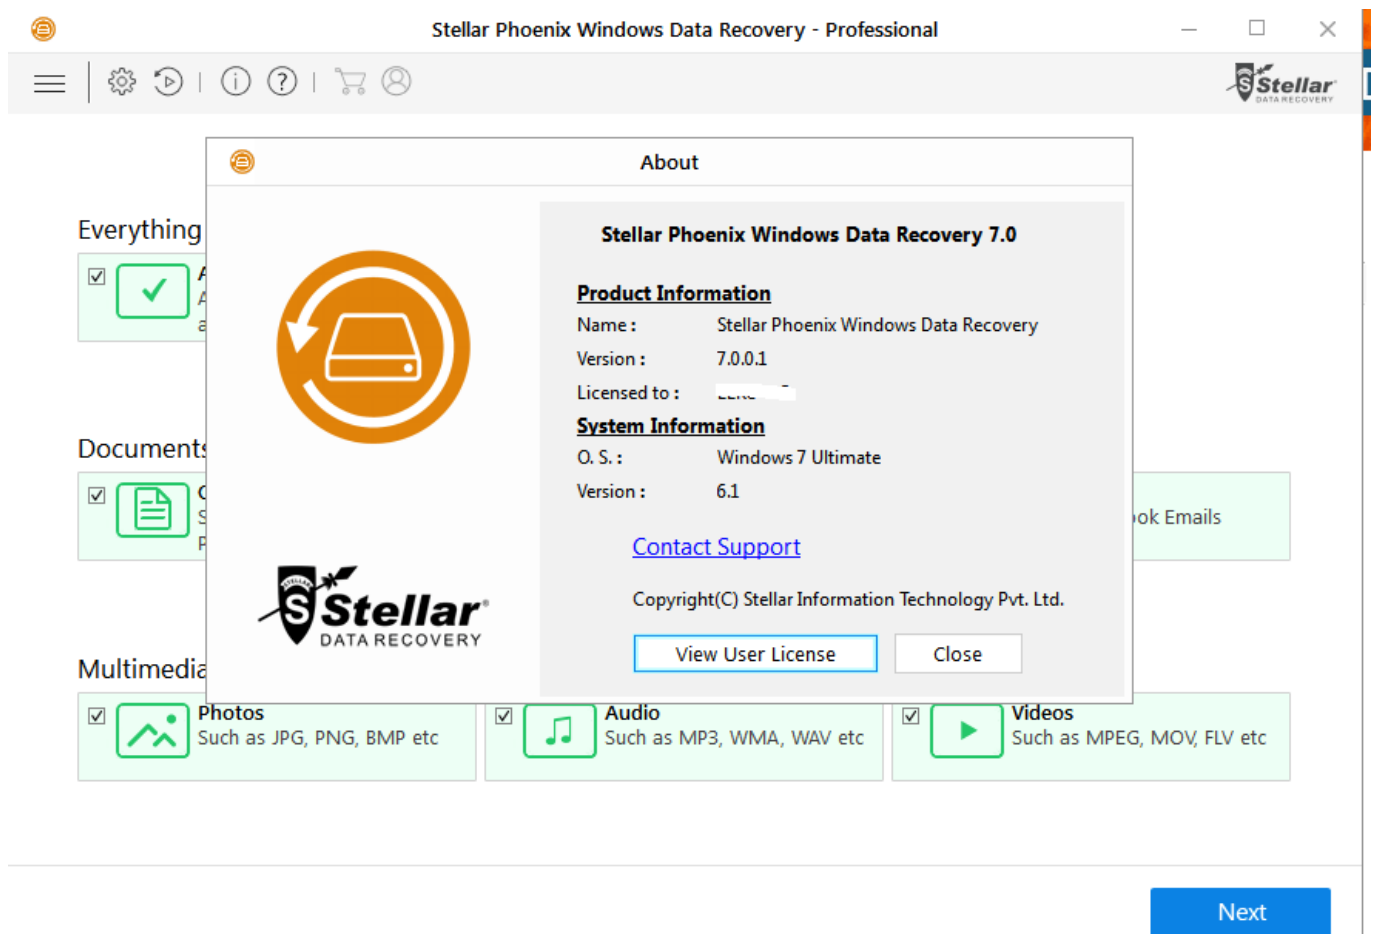 Stellar Phoenix Windows Data Recovery - Professional
Stellar
DATA RECOVERY
About
Everything
Stellar Phoenix Windows Data Recovery 7.0
Product Information
Name : Stellar Phoenix Windows Data Recovery
Version : 7.0.0.1
Licensed to :
System Information
O. S. : Windows 7 Ultimate
Version : 6.1
Documents
Emails
Contact Support
Copyright(C) Stellar Information Technology Pvt. Ltd.
STELLAR
S
Stellar
DATA RECOVERY
View User License Close
Multimedia
Photos
Such as JPG, PNG, BMP etc
Audio
Such as MP3, WMA, WAV etc
Videos
Such as MPEG, MOV, FLV etc
Next